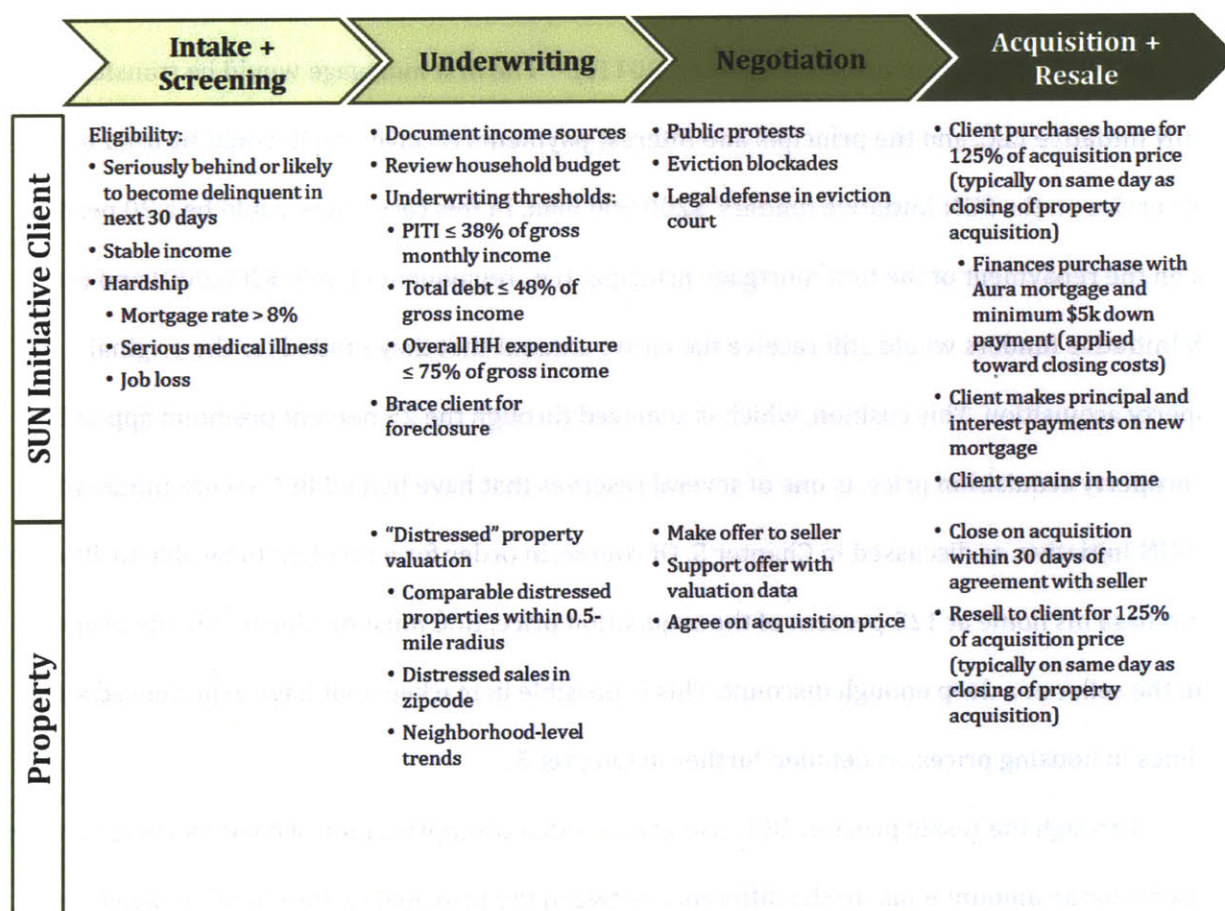 Intake +
Screening
Underwriting
Negotiation
Acquisition +
Resale
SUN Initiative Client
Eligibility:
• Seriously behind or likely
to become delinquent in
next 30 days
• Stable income
• Hardship
• Mortgage rate > 8%
• Serious medical illness
• Job loss
• Document income sources
• Review household budget
• Underwriting thresholds:
• PITI ≤ 38% of gross
monthly income
• Total debt ≤ 48% of
gross income
• Overall HH expenditure
≤ 75% of gross income
• Brace client for
foreclosure
• Public protests
• Eviction blockades
• Legal defense in eviction
court
• Client purchases home for
125% of acquisition price
(typically on same day as
closing of property
acquisition)
• Finances purchase with
Aura mortgage and
minimum $5k down
payment (applied
toward closing costs)
• Client makes principal and
interest payments on new
mortgage
• Client remains in home
Property
• "Distressed" property
valuation
• Comparable distressed
properties within 0.5-
mile radius
• Distressed sales in
zipcode
• Neighborhood-level
trends
• Make offer to seller
• Support offer with
valuation data
• Agree on acquisition price
• Close on acquisition
within 30 days of
agreement with seller
• Resell to client for 125%
of acquisition price
(typically on same day as
closing of property
acquisition)